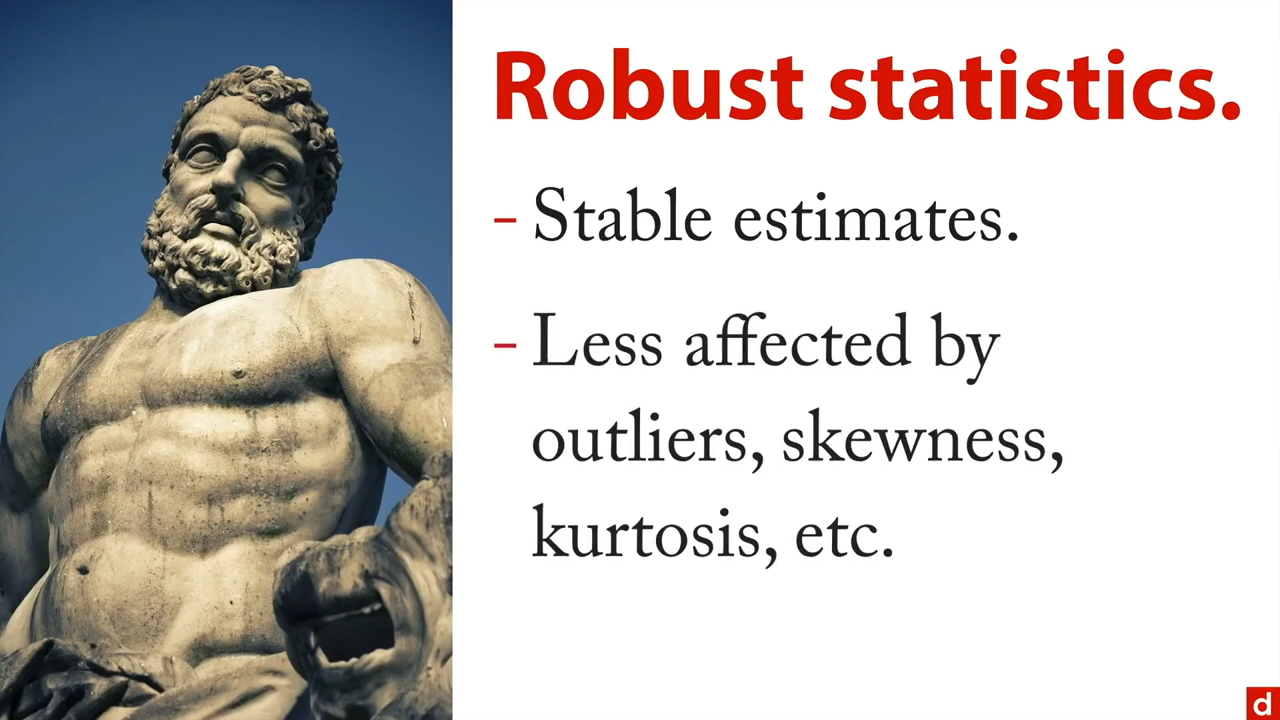 Robust statistics.
- Stable estimates.
- Less affected by
outliers, skewness,
kurtosis, etc.
d